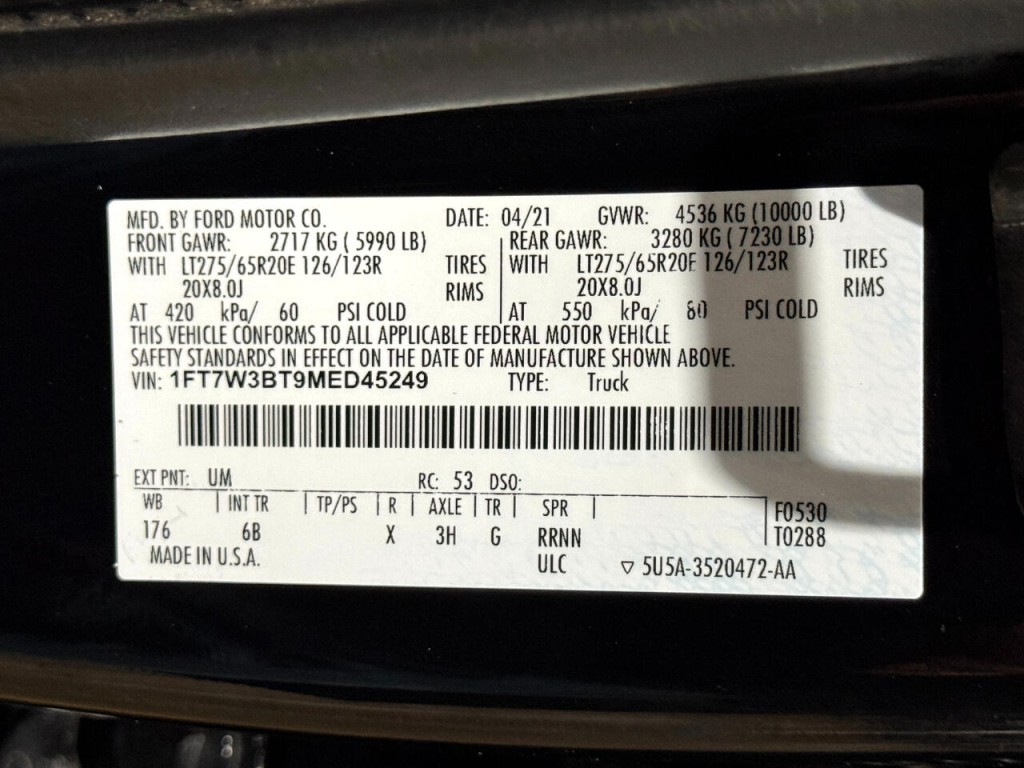 MFD. BY FORD MOTOR CO. DATE: 04/21 GVWR: 4536 KG (10000 LB)
FRONT GAWR: 2717 KG ( 5990 LB) REAR GAWR: 3280 KG ( 7230 LB)
WITH LT275/65R20E 126/123R TIRES WITH LT275/65R20E 126/123R TIRES
20X8.0J RIMS 20X8.0J RIMS
AT 420 kPa/ 60 PSI COLD AT 550 kPa/ 80 PSI COLD
THIS VEHICLE CONFORMS TO ALL APPLICABLE FEDERAL MOTOR VEHICLE
SAFETY STANDARDS IN EFFECT ON THE DATE OF MANUFACTURE SHOWN ABOVE.
VIN: 1FT7W3BT9MED45249 TYPE: Truck
EXT PNT: UM RC: 53 DSO:
WB INT TR TP/PS R AXLE TR SPR F0530
176 6B X 3H G RRNN T0288
MADE IN U.S.A. ULC ▽ 5U5A-3520472-AA